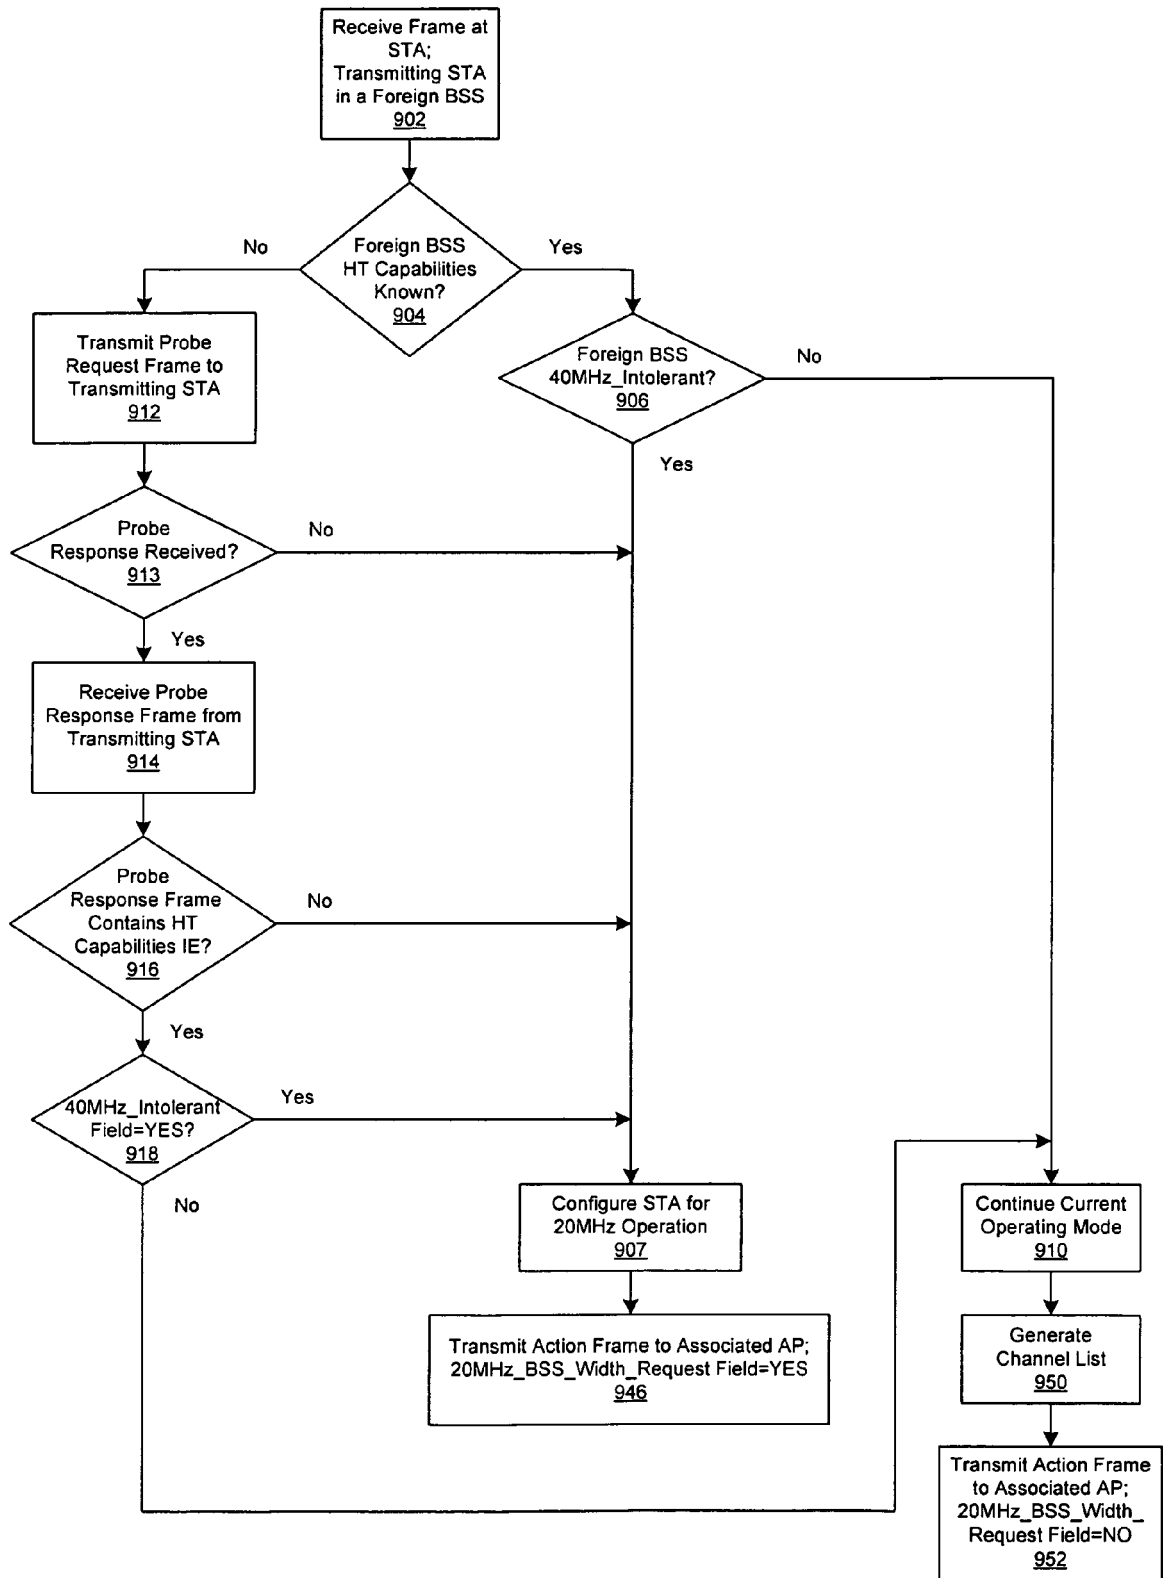 Receive Frame at
STA;
Transmitting STA
in a Foreign BSS
902
No
Yes
Foreign BSS
HT Capabilities
Known?
904
Transmit Probe
Request Frame to
Transmitting STA
912
Foreign BSS
40MHz_Intolerant?
906
No
Yes
Probe
Response Received?
913
No
Yes
Receive Probe
Response Frame from
Transmitting STA
914
Probe
Response Frame
Contains HT
Capabilities IE?
916
No
Yes
40MHz_Intolerant
Field=YES?
918
Yes
No
Configure STA for
20MHz Operation
907
Continue Current
Operating Mode
910
Transmit Action Frame to Associated AP;
20MHz_BSS_Width_Request Field=YES
946
Generate
Channel List
950
Transmit Action Frame
to Associated AP;
20MHz_BSS_Width_
Request Field=NO
952